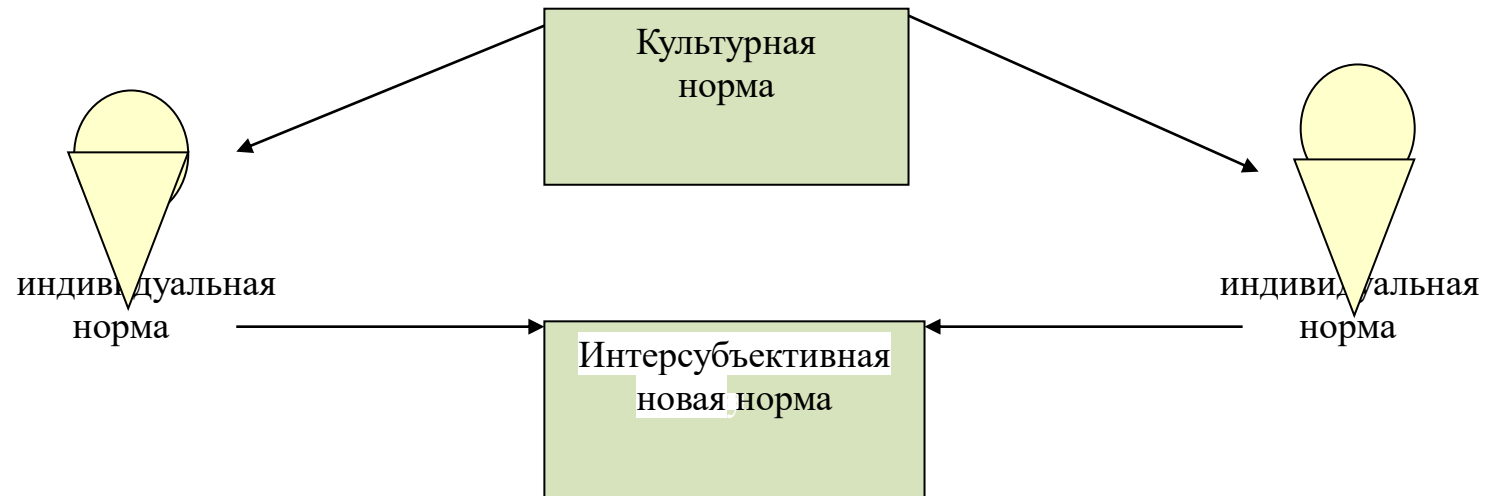 Культурная
норма
индивидуальная
норма
индивидуальная
норма
Интерсубъективная
новая норма